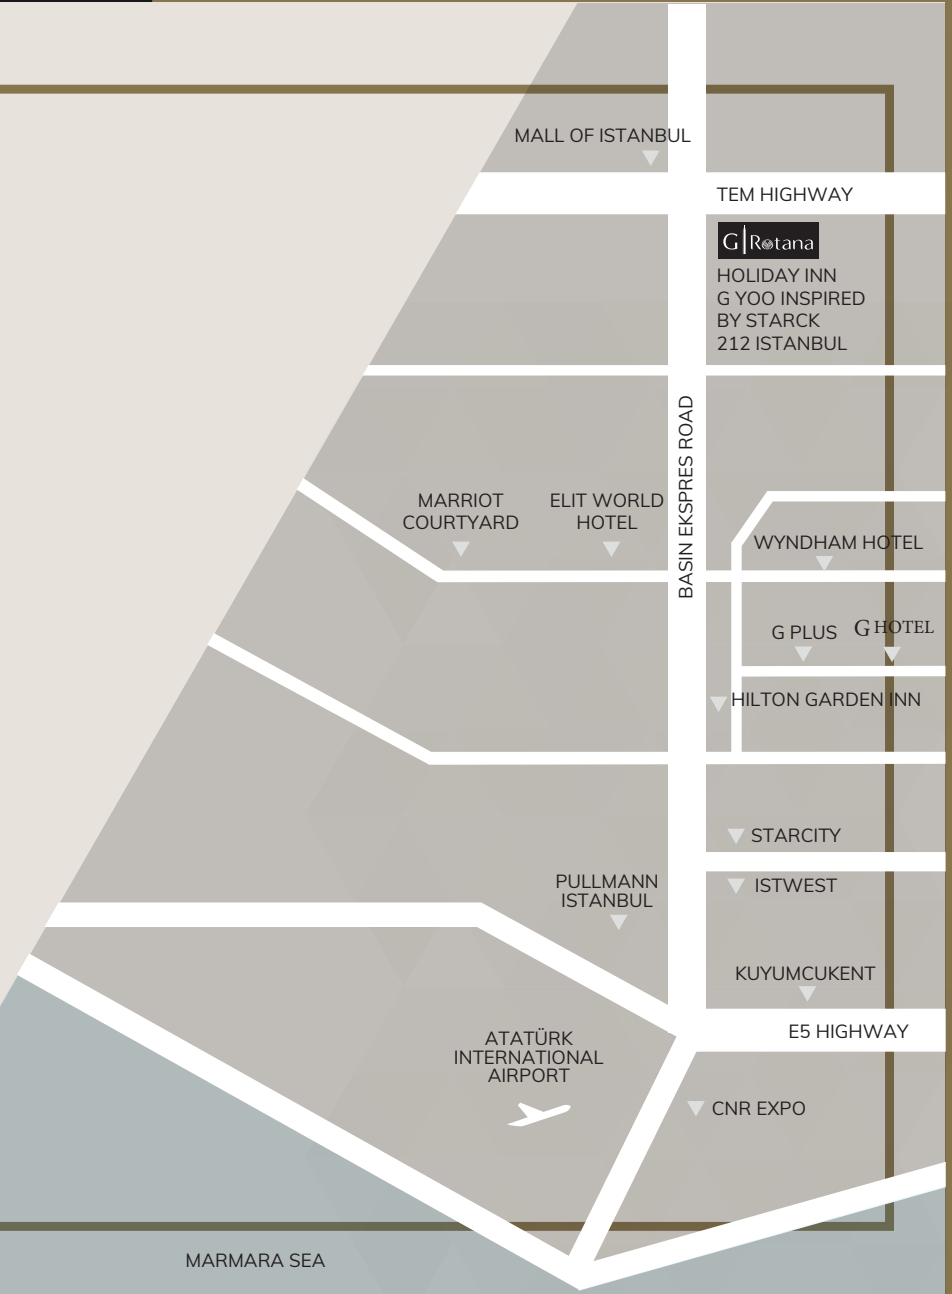 MALL OF ISTANBUL
TEM HIGHWAY
G Rotana
HOLIDAY INN
G YOO INSPIRED
BY STARCK
212 ISTANBUL
BASIN EKSPRES ROAD
MARRIOT
COURTYARD
ELIT WORLD
HOTEL
WYNDHAM HOTEL
G PLUS
G HOTEL
HILTON GARDEN INN
STARCITY
PULLMANN
ISTANBUL
ISTWEST
KUYUMCUKENT
E5 HIGHWAY
ATATÜRK
INTERNATIONAL
AIRPORT
CNR EXPO
MARMARA SEA